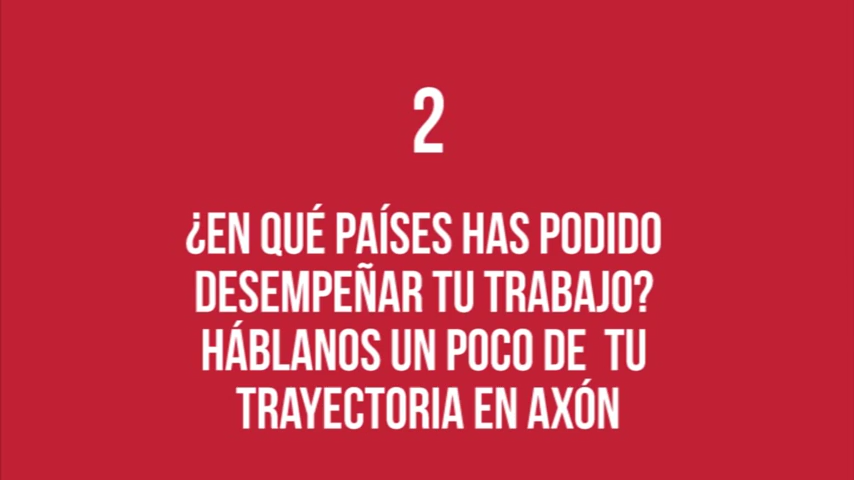 2
¿EN QUÉ PAÍSES HAS PODIDO
DESEMPEÑAR TU TRABAJO?
HÁBLANOS UN POCO DE TU
TRAYECTORIA EN AXÓN